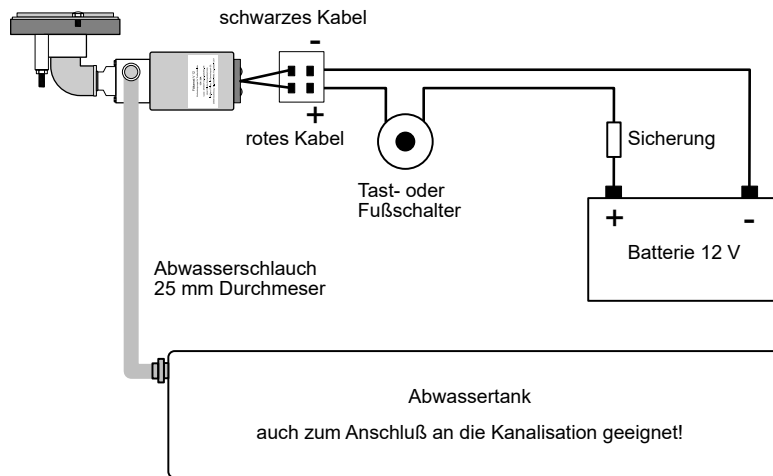 schwarzes Kabel
-
+
rotes Kabel
Tast- oder
Fußschalter
Sicherung
+ -
Batterie 12 V
Abwasserschlauch
25 mm Durchmeser
Abwassertank
auch zum Anschluß an die Kanalisation geeignet!